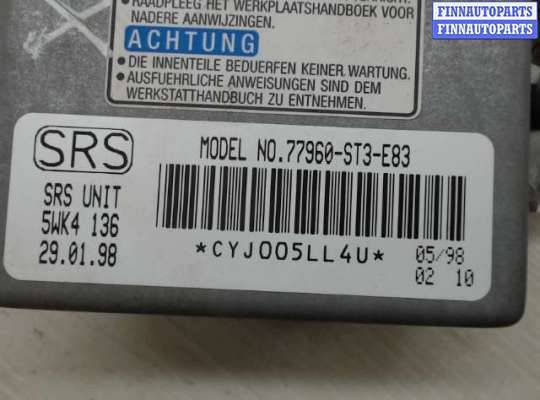 FINNAUTOPARTS
FINNAUTOPARTS
• RAADPLEEG HET WERKPLAATSHANDBOEK VOOR
NADERE AANWIJZINGEN.
ACHTUNG
• DIE INNENTEILE BEDUERFEN KEINER WARTUNG.
• AUSFUEHRLICHE ANWEISUNGEN SIND DEM
WERKSTATTHANDBUCH ZU ENTNEHMEN.
SRS
MODEL NO.77960-ST3-E83
SRS UNIT
5WK4 136
29.01.98
*CYJ005LL4U*
05/98
02 10